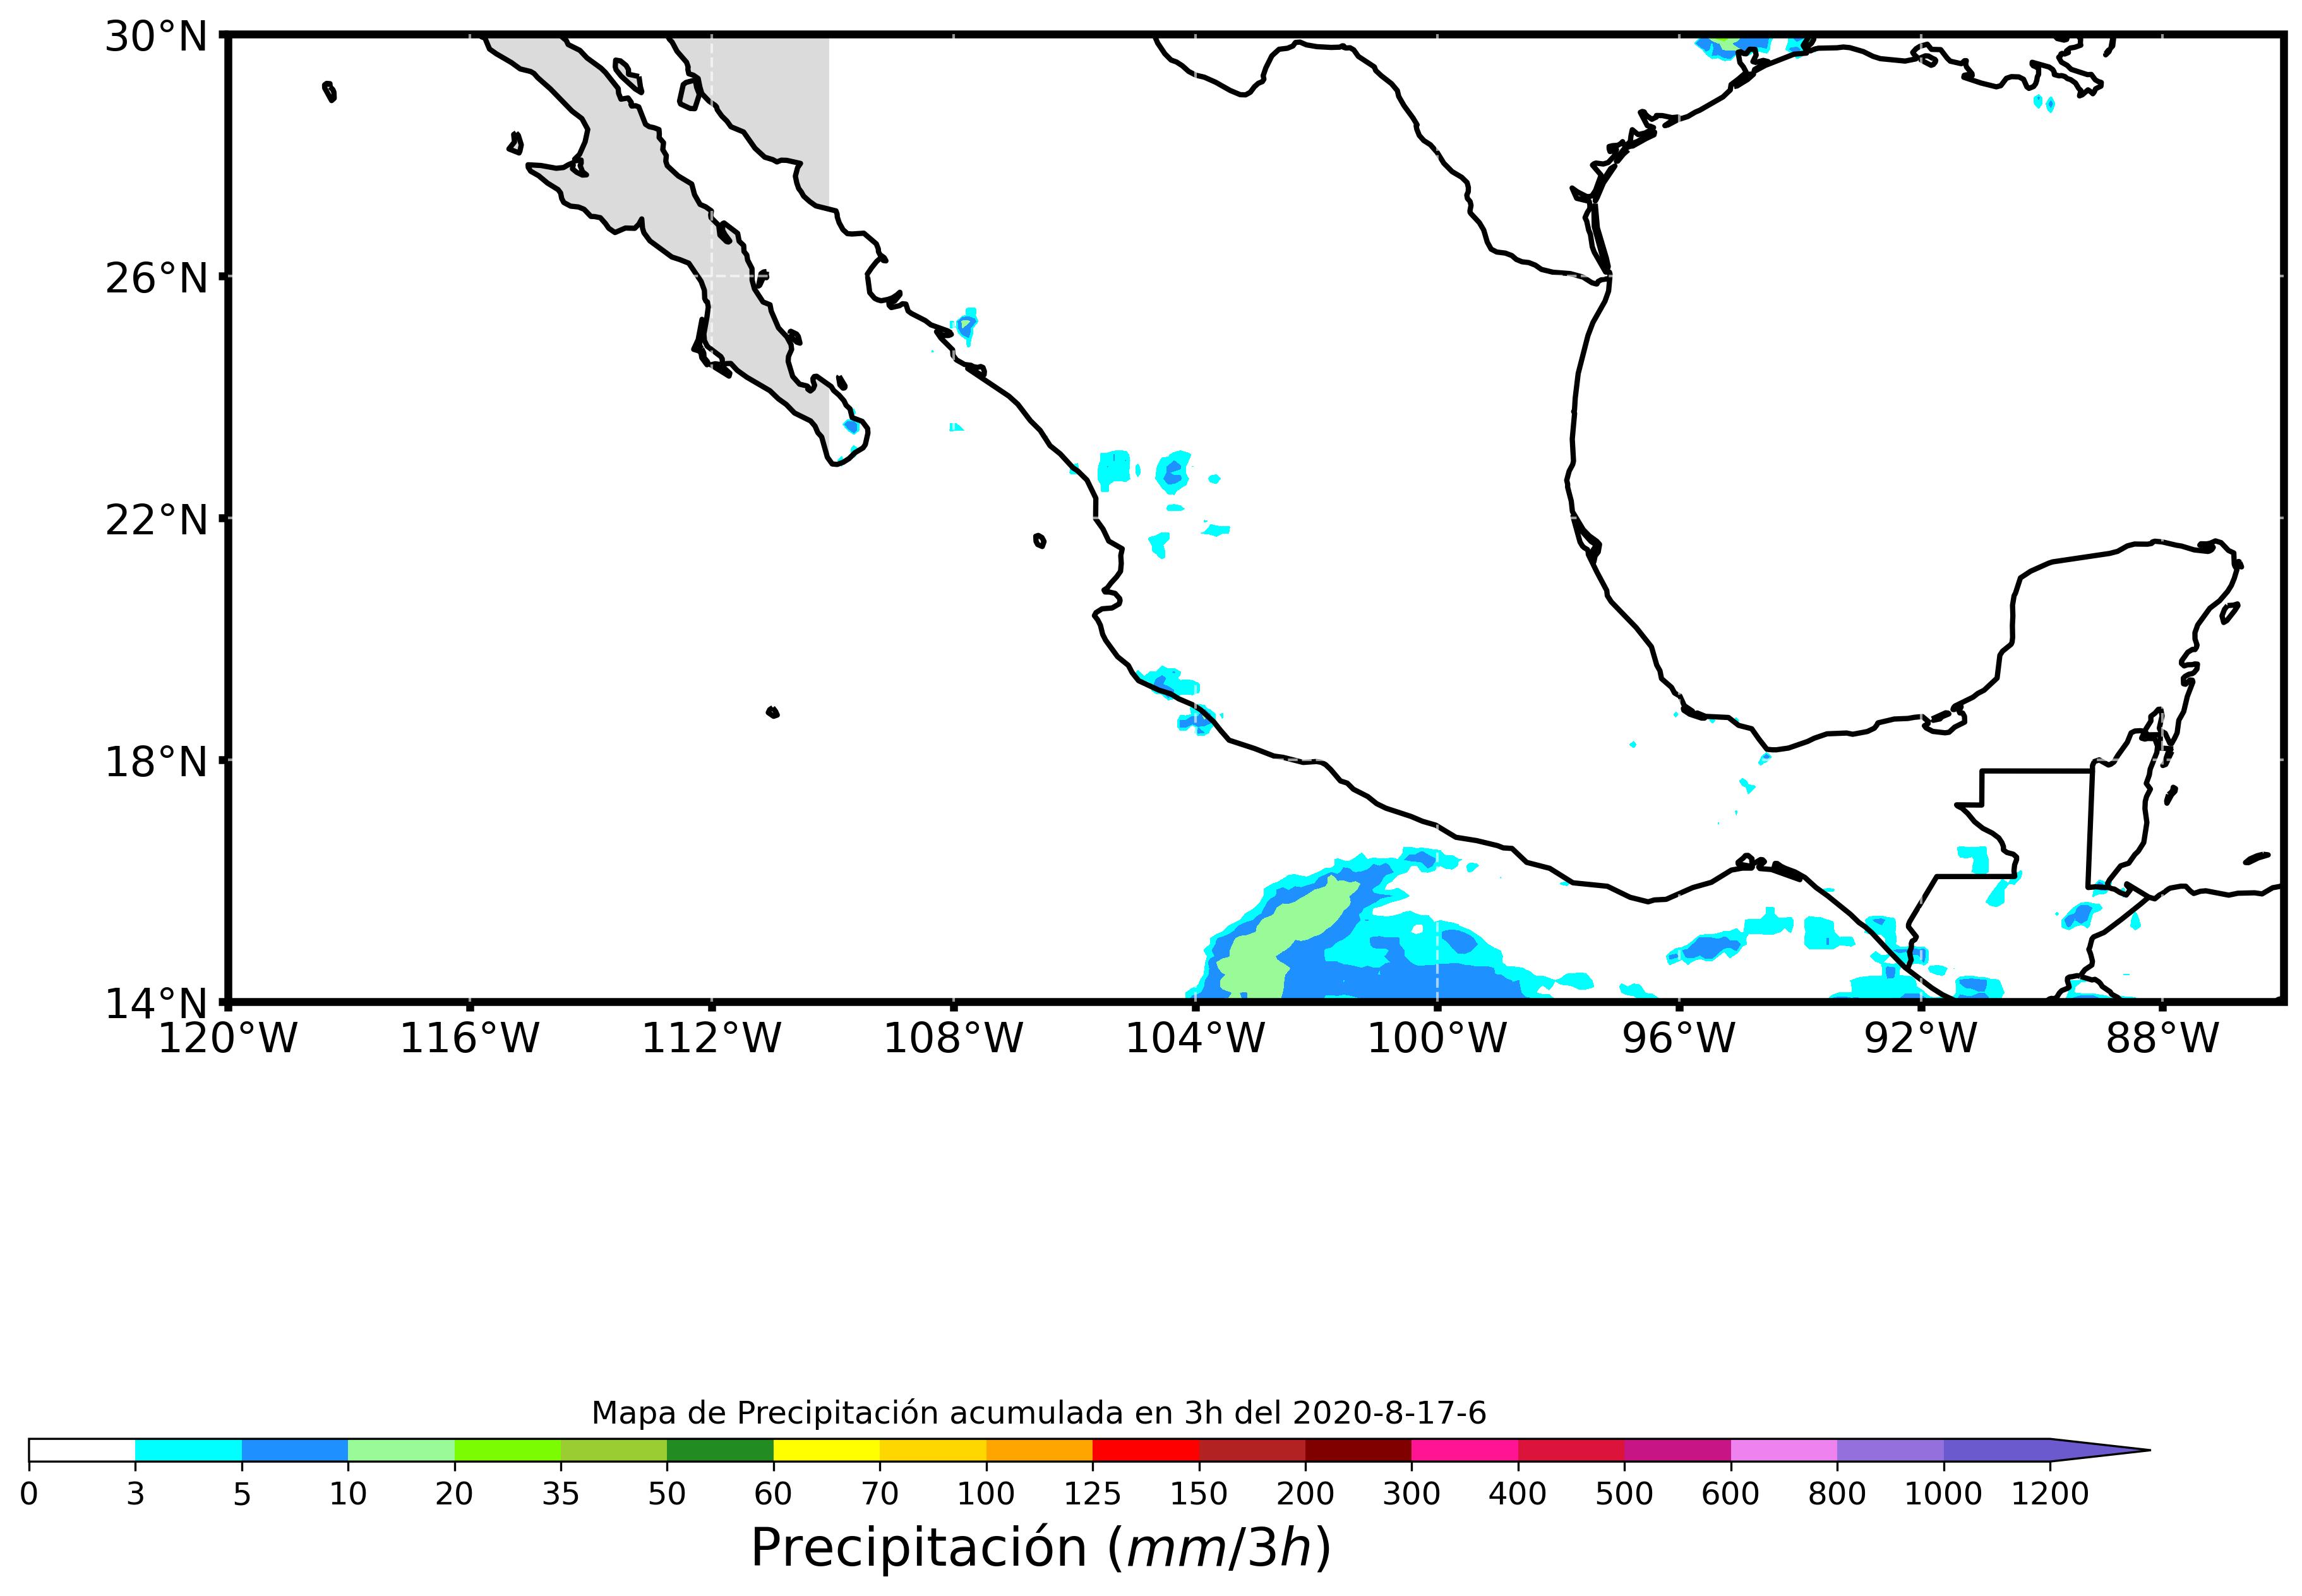 30°N
26°N
22°N
18°N
14°N
120°W 116°W 112°W 108°W 104°W 100°W 96°W 92°W 88°W
Mapa de Precipitación acumulada en 3h del 2020-8-17-6
0 3 5 10 20 35 50 60 70 100 125 150 200 300 400 500 600 800 1000 1200
Precipitación (mm/3h)